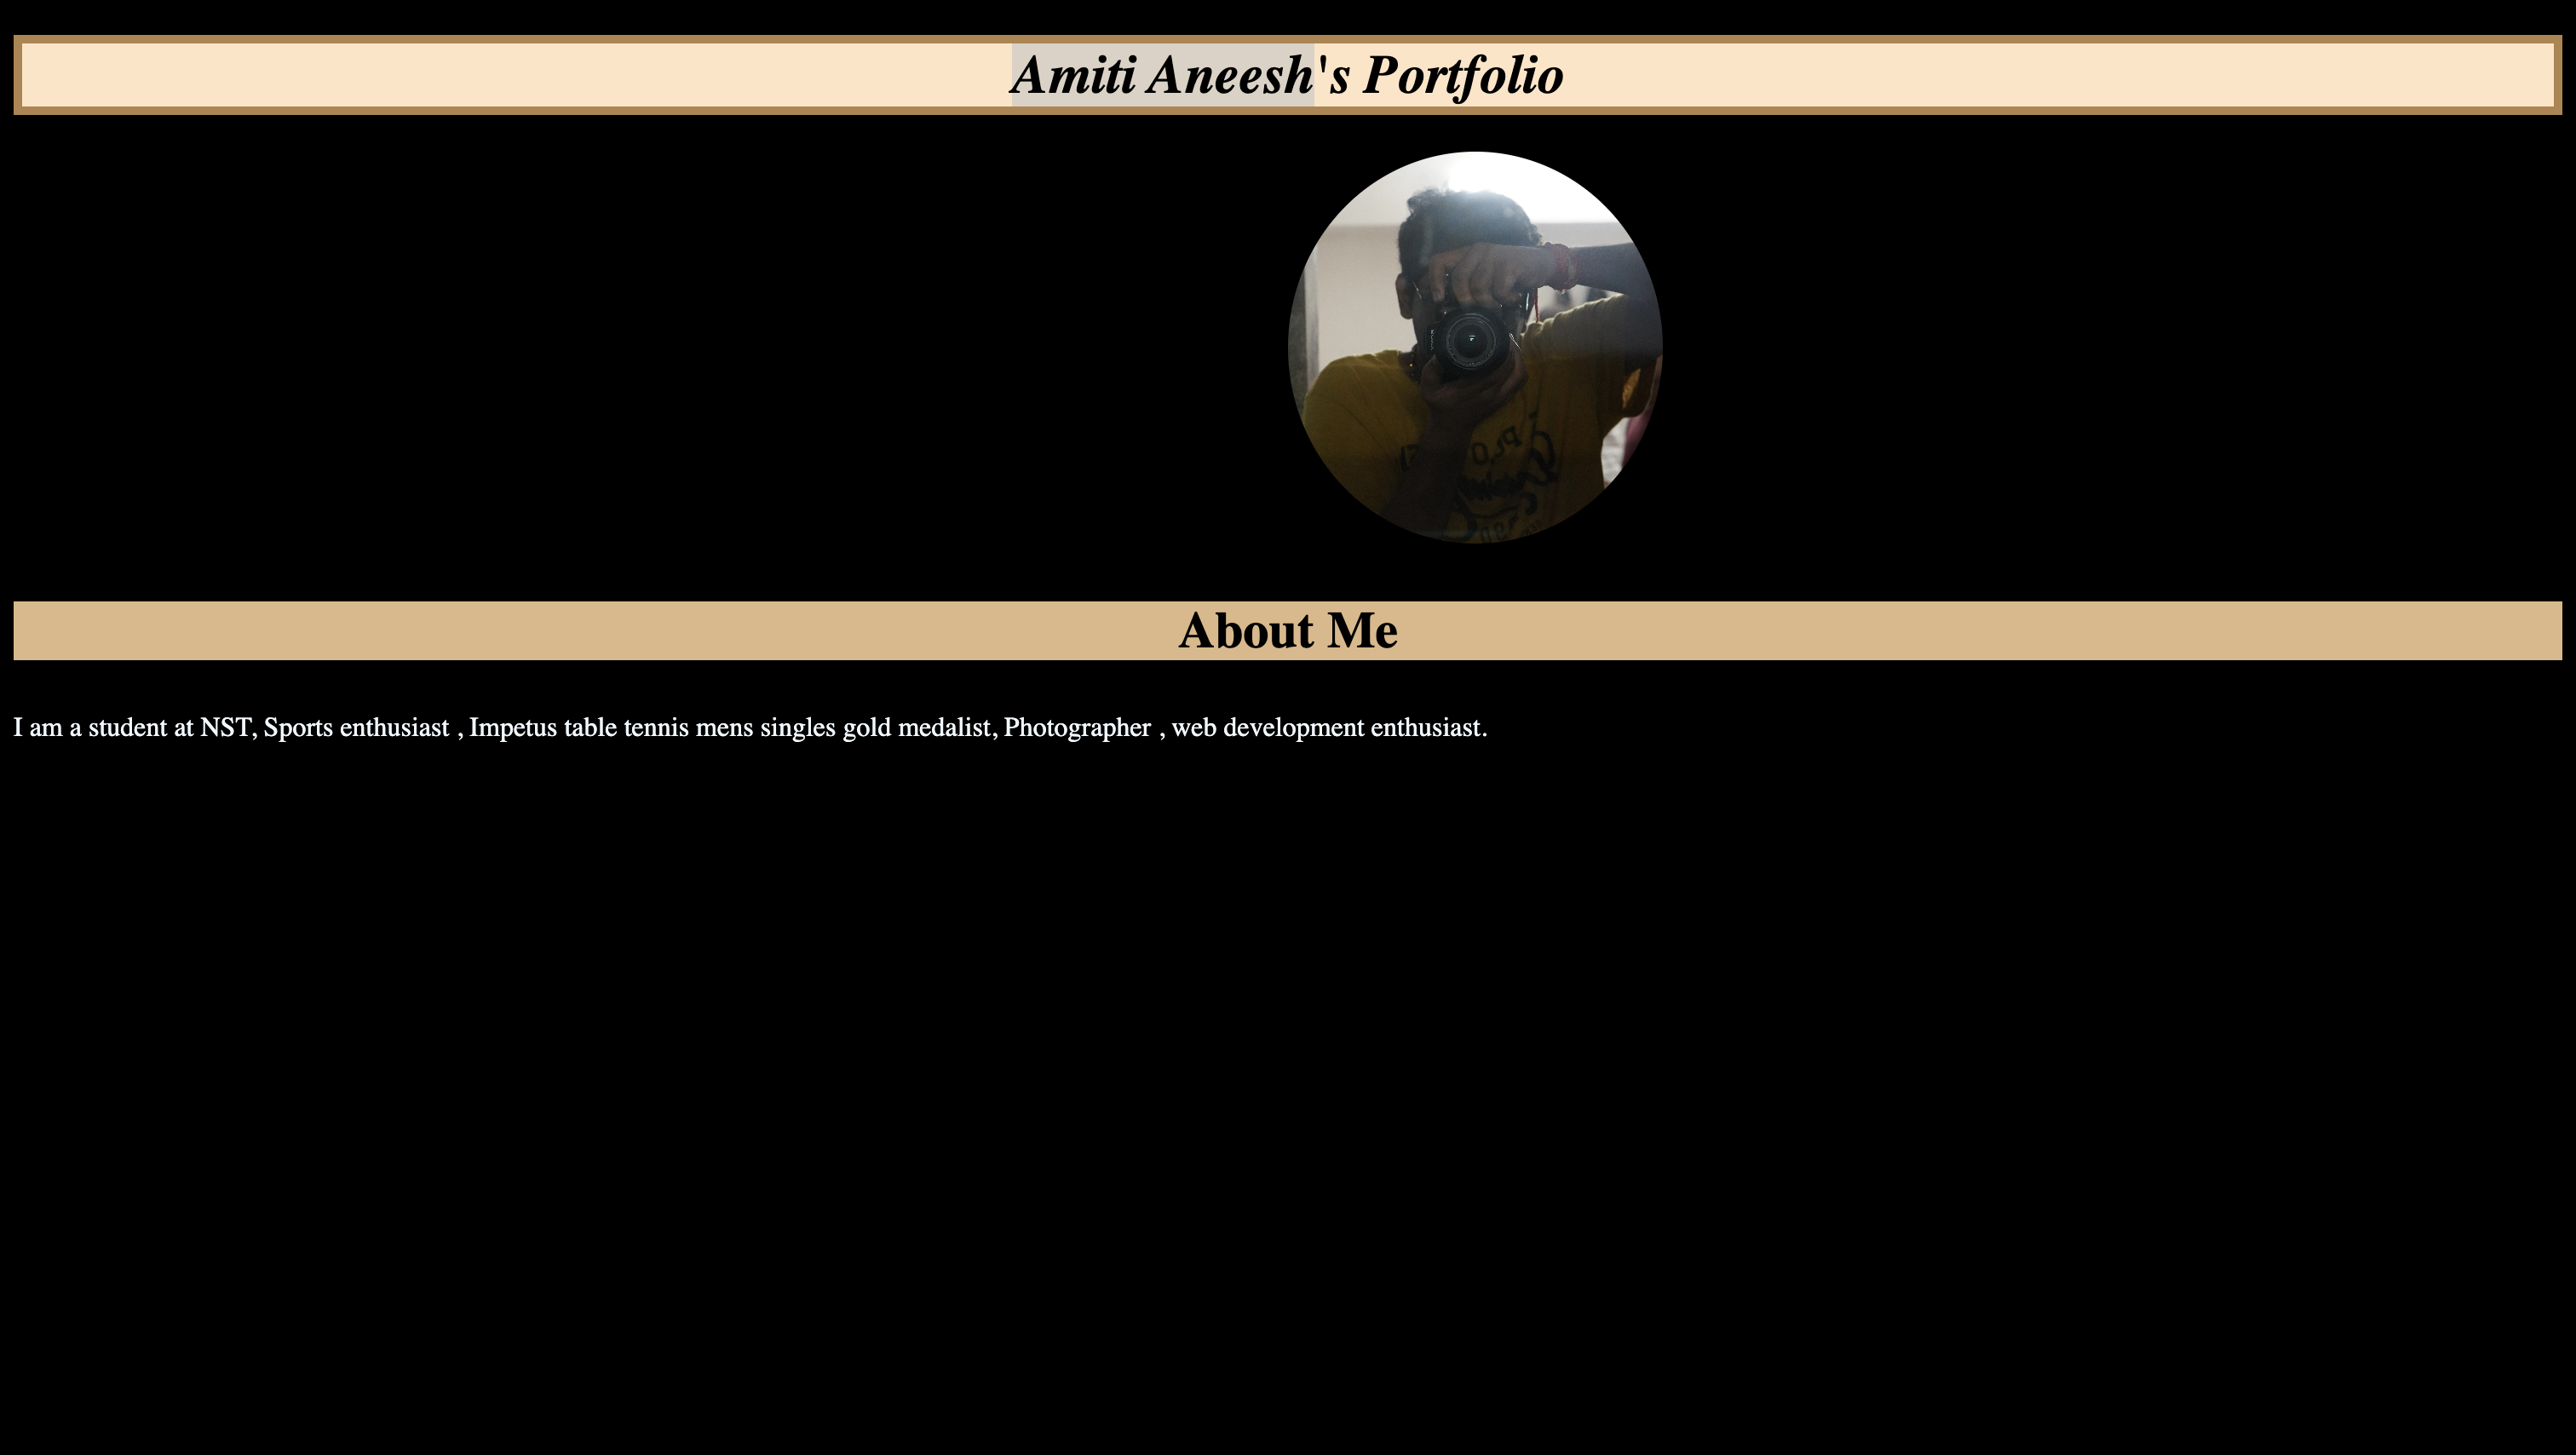 Amiti Aneesh's Portfolio
About Me
I am a student at NST, Sports enthusiast , Impetus table tennis mens singles gold medalist, Photographer , web development enthusiast.